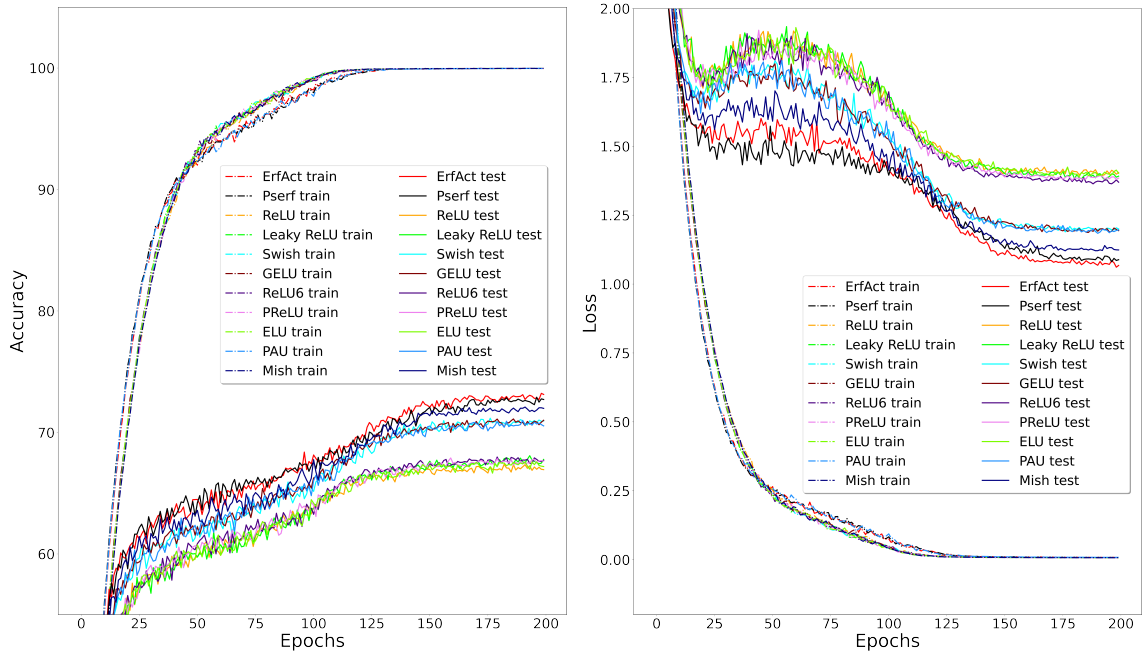 100
90
80
70
60
Accuracy
0 25 50 75 100 125 150 175 200
Epochs
ErfAct train ErfAct test
Pserf train Pserf test
ReLU train ReLU test
Leaky ReLU train Leaky ReLU test
Swish train Swish test
GELU train GELU test
ReLU6 train ReLU6 test
PReLU train PReLU test
ELU train ELU test
PAU train PAU test
Mish train Mish test
2.00
1.75
1.50
1.25
1.00
0.75
0.50
0.25
0.00
Loss
0 25 50 75 100 125 150 175 200
Epochs
ErfAct train ErfAct test
Pserf train Pserf test
ReLU train ReLU test
Leaky ReLU train Leaky ReLU test
Swish train Swish test
GELU train GELU test
ReLU6 train ReLU6 test
PReLU train PReLU test
ELU train ELU test
PAU train PAU test
Mish train Mish test